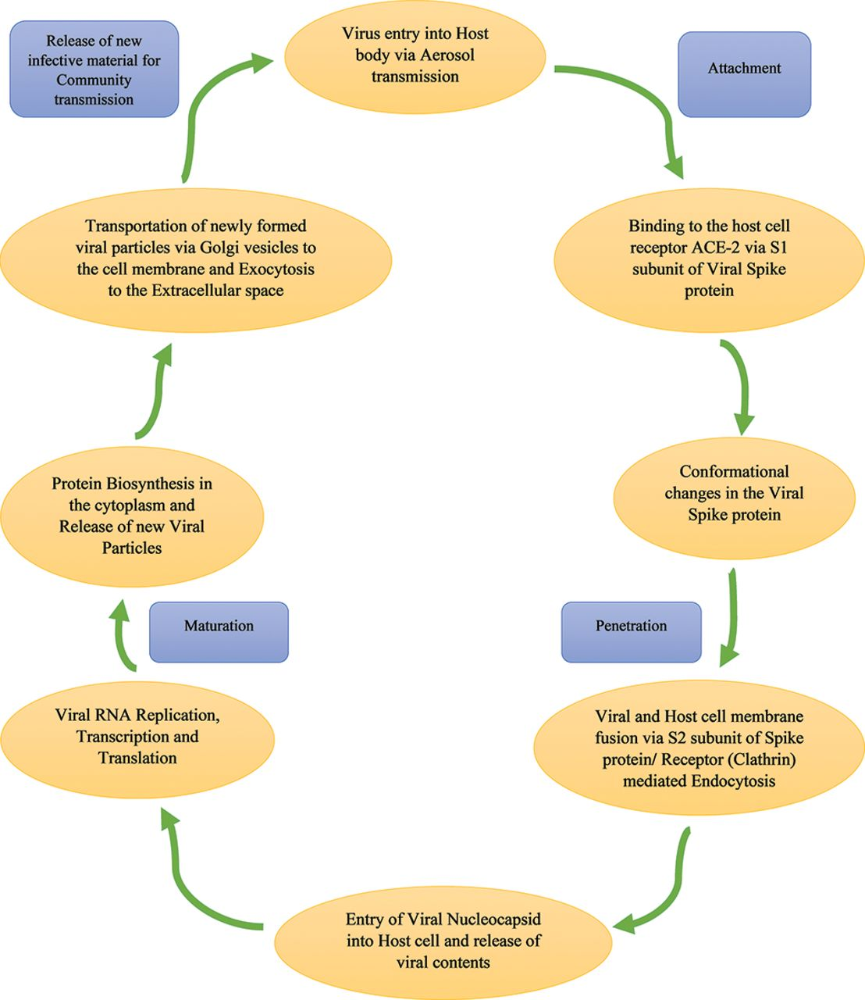 Release of new
infective material for
Community
transmission
Virus entry into Host
body via Aerosol
transmission
Attachment
Transportation of newly formed
viral particles via Golgi vesicles to
the cell membrane and Exocytosis
to the Extracellular space
Binding to the host cell
receptor ACE-2 via S1
subunit of Viral Spike
protein
Protein Biosynthesis in
the cytoplasm and
Release of new Viral
Particles
Conformational
changes in the Viral
Spike protein
Maturation
Penetration
Viral RNA Replication,
Transcription and
Translation
Viral and Host cell membrane
fusion via S2 subunit of Spike
protein/ Receptor (Clathrin)
mediated Endocytosis
Entry of Viral Nucleocapsid
into Host cell and release of
viral contents